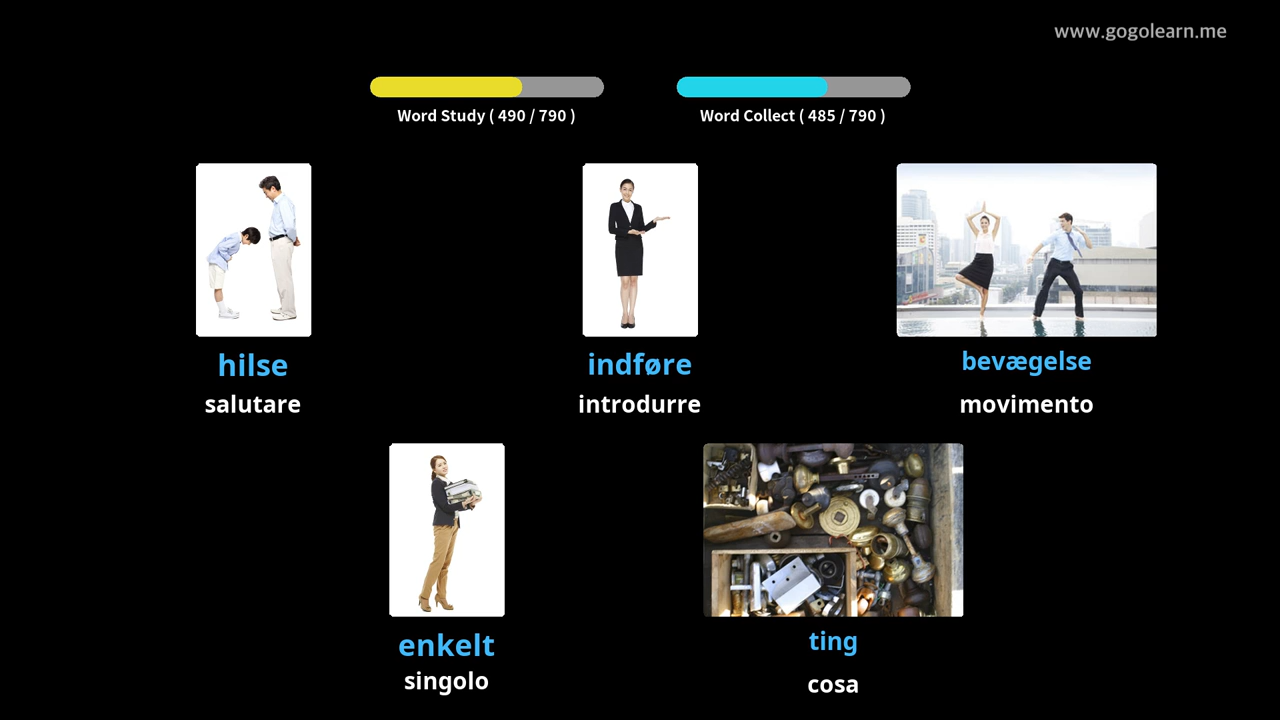 www.gogolearn.me
Word Study ( 490 / 790 )
Word Collect ( 485 / 790 )
hilse
salutare
indføre
introdurre
bevægelse
movimento
enkelt
singolo
ting
cosa